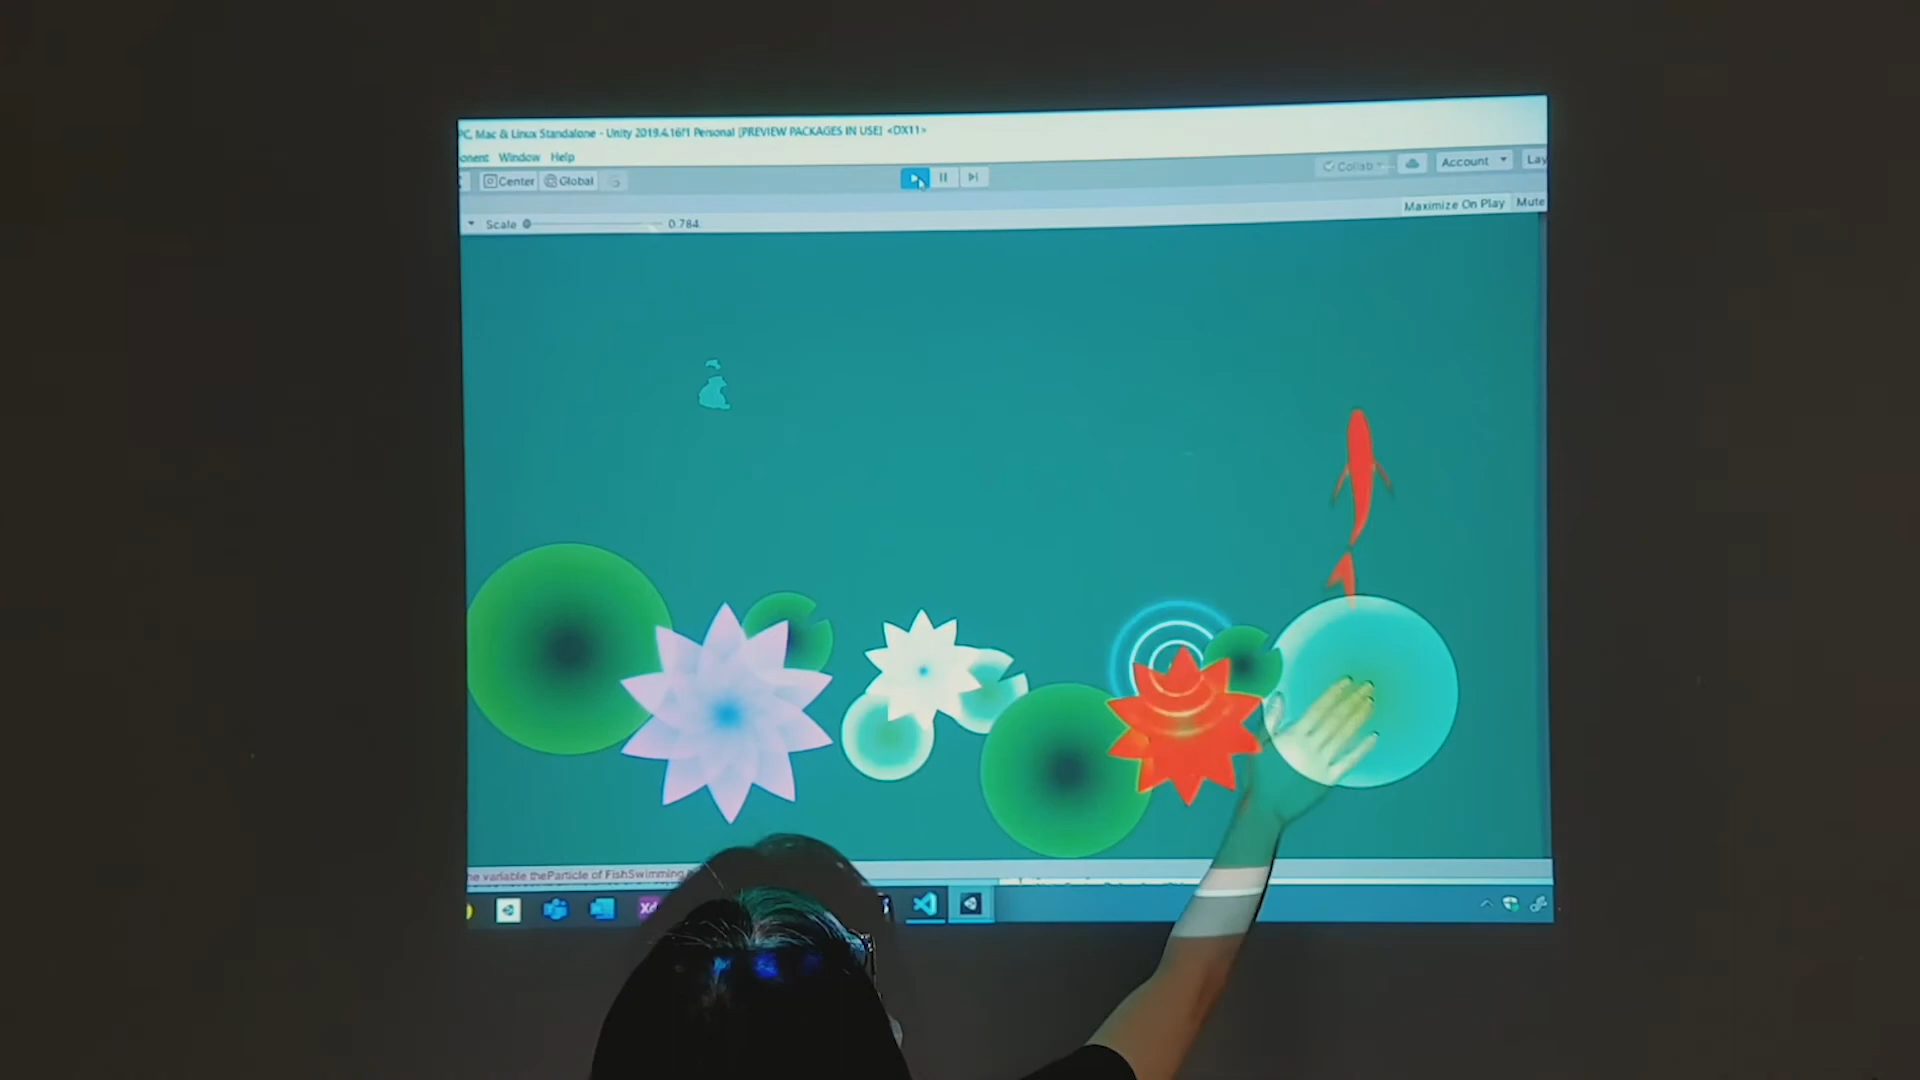 PC, Mac & Linux Standalone - Unity 2019.4.16f1 Personal [PREVIEW PACKAGES IN USE] <DX11>
onent Window Help
Center Global Collab Account Lay
Scale 0.784 Maximize On Play Mute
he variable theParticle of FishSwimming
Xd